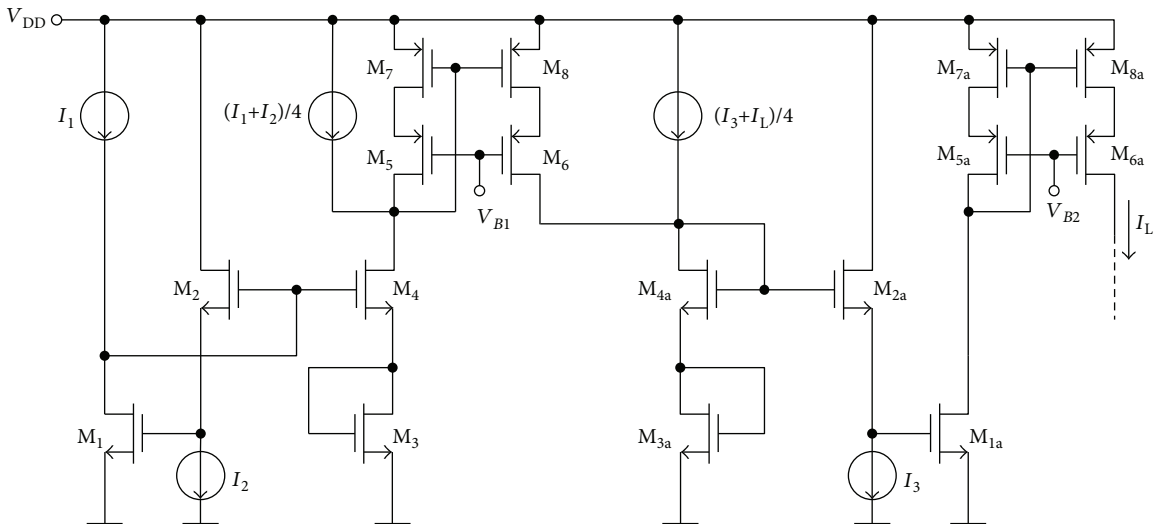 V_DD
I_1
(I_1+I_2)/4
M_7
M_8
M_5
M_6
V_B1
M_2
M_4
M_1
I_2
M_3
(I_3+I_L)/4
M_4a
M_2a
M_3a
I_3
M_1a
M_7a
M_8a
M_5a
M_6a
V_B2
I_L